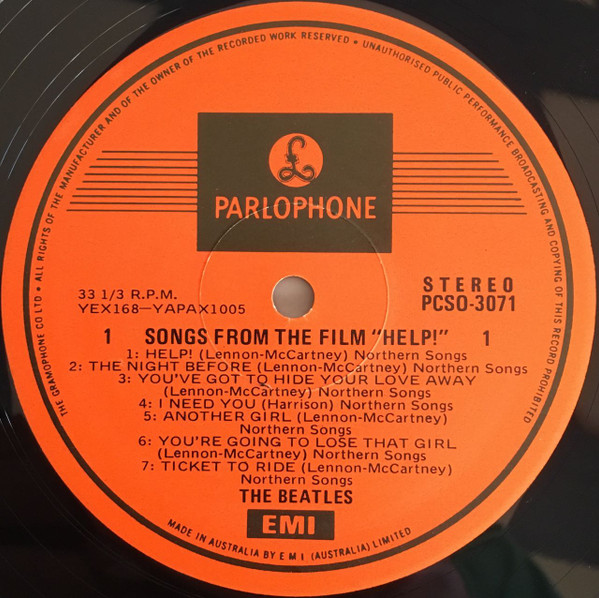 THE GRAMOPHONE CO LTD • ALL RIGHTS OF THE MANUFACTURER AND OF THE OWNER OF THE RECORDED WORK RESERVED • UNAUTHORISED PUBLIC PERFORMANCE BROADCASTING AND COPYING OF THIS RECORD PROHIBITED
£
PARLOPHONE
33 1/3 R.P.M.
YEX168—YAPAX1005
STEREO
PCSO-3071
1 SONGS FROM THE FILM "HELP!" 1
1: HELP! (Lennon-McCartney) Northern Songs
2: THE NIGHT BEFORE (Lennon-McCartney) Northern Songs
3: YOU'VE GOT TO HIDE YOUR LOVE AWAY
(Lennon-McCartney) Northern Songs
4: I NEED YOU (Harrison) Northern Songs
5: ANOTHER GIRL (Lennon-McCartney)
Northern Songs
6: YOU'RE GOING TO LOSE THAT GIRL
(Lennon-McCartney) Northern Songs
7: TICKET TO RIDE (Lennon-McCartney)
Northern Songs
THE BEATLES
EMI
MADE IN AUSTRALIA BY E M I (AUSTRALIA) LIMITED